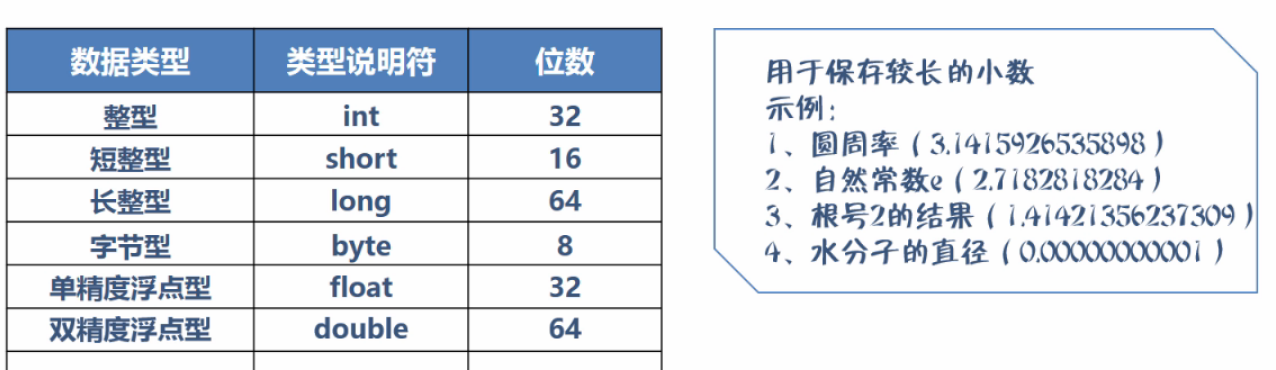 数据类型 类型说明符 位数
整型 int 32
短整型 short 16
长整型 long 64
字节型 byte 8
单精度浮点型 float 32
双精度浮点型 double 64
用于保存较长的小数
示例：
1、圆周率（3.1415926535898）
2、自然常数e（2.7182818284）
3、根号2的结果（1.41421356237309）
4、水分子的直径（0.00000000001）